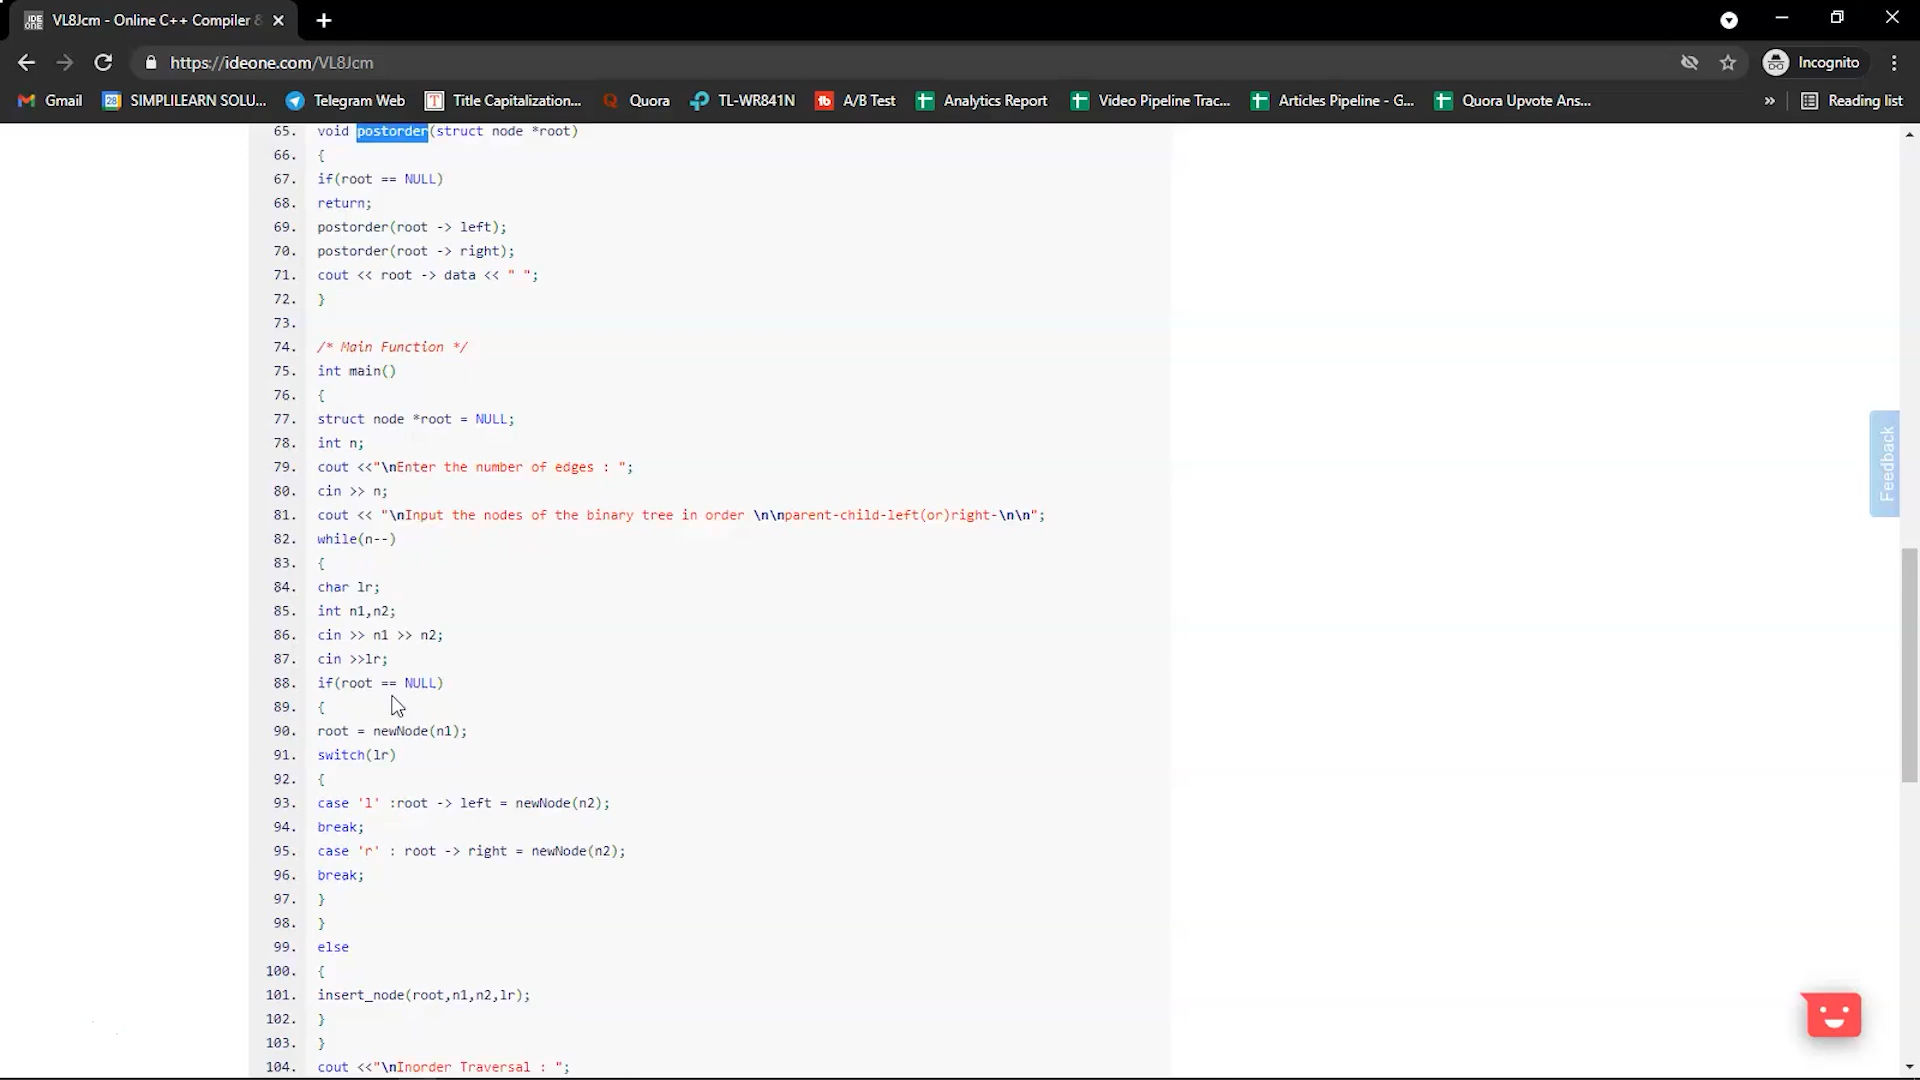 VL8Jcm - Online C++ Compiler &
https://ideone.com/VL8Jcm
Incognito
Gmail
SIMPLILEARN SOLU...
Telegram Web
Title Capitalization...
Quora
TL-WR841N
A/B Test
Analytics Report
Video Pipeline Trac...
Articles Pipeline - G...
Quora Upvote Ans...
»
Reading list
65. void postorder(struct node *root)
66. {
67. if(root == NULL)
68. return;
69. postorder(root -> left);
70. postorder(root -> right);
71. cout << root -> data << " ";
72. }
73.
74. /* Main Function */
75. int main()
76. {
77. struct node *root = NULL;
78. int n;
79. cout <<"\nEnter the number of edges : ";
80. cin >> n;
81. cout << "\nInput the nodes of the binary tree in order \n\nparent-child-left(or)right-\n\n";
82. while(n--)
83. {
84. char lr;
85. int n1,n2;
86. cin >> n1 >> n2;
87. cin >>lr;
88. if(root == NULL)
89. {
90. root = newNode(n1);
91. switch(lr)
92. {
93. case 'l' :root -> left = newNode(n2);
94. break;
95. case 'r' : root -> right = newNode(n2);
96. break;
97. }
98. }
99. else
100. {
101. insert_node(root,n1,n2,lr);
102. }
103. }
104. cout <<"\nInorder Traversal : ";
Feedback